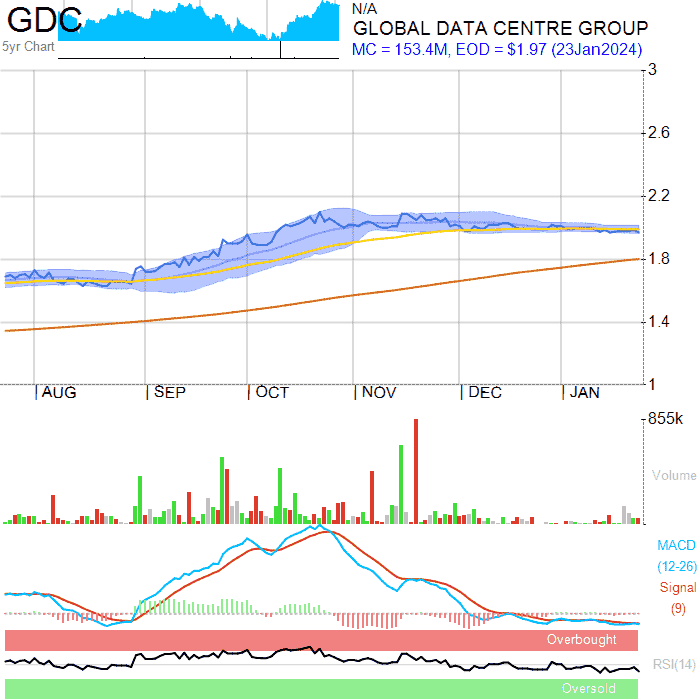 GDC
5yr Chart
N/A
GLOBAL DATA CENTRE GROUP
MC = 153.4M, EOD = $1.97 (23Jan2024)
3
2.6
2.2
1.8
1.4
1
AUG SEP OCT NOV DEC JAN
855k
Volume
MACD
(12-26)
Signal
(9)
Overbought
RSI(14)
Oversold